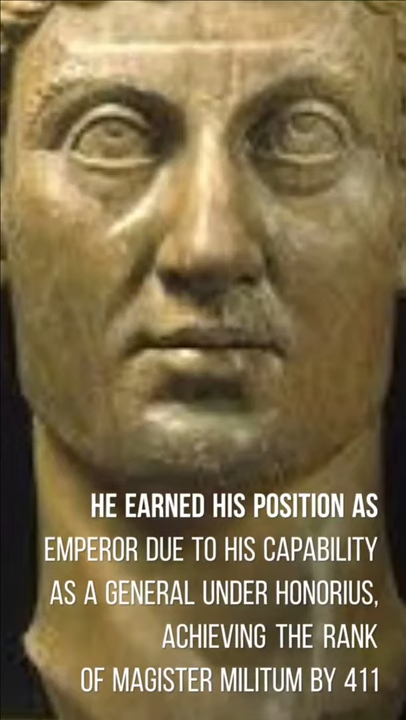 HE EARNED HIS POSITION AS
EMPEROR DUE TO HIS CAPABILITY
AS A GENERAL UNDER HONORIUS,
ACHIEVING THE RANK
OF MAGISTER MILITUM BY 411